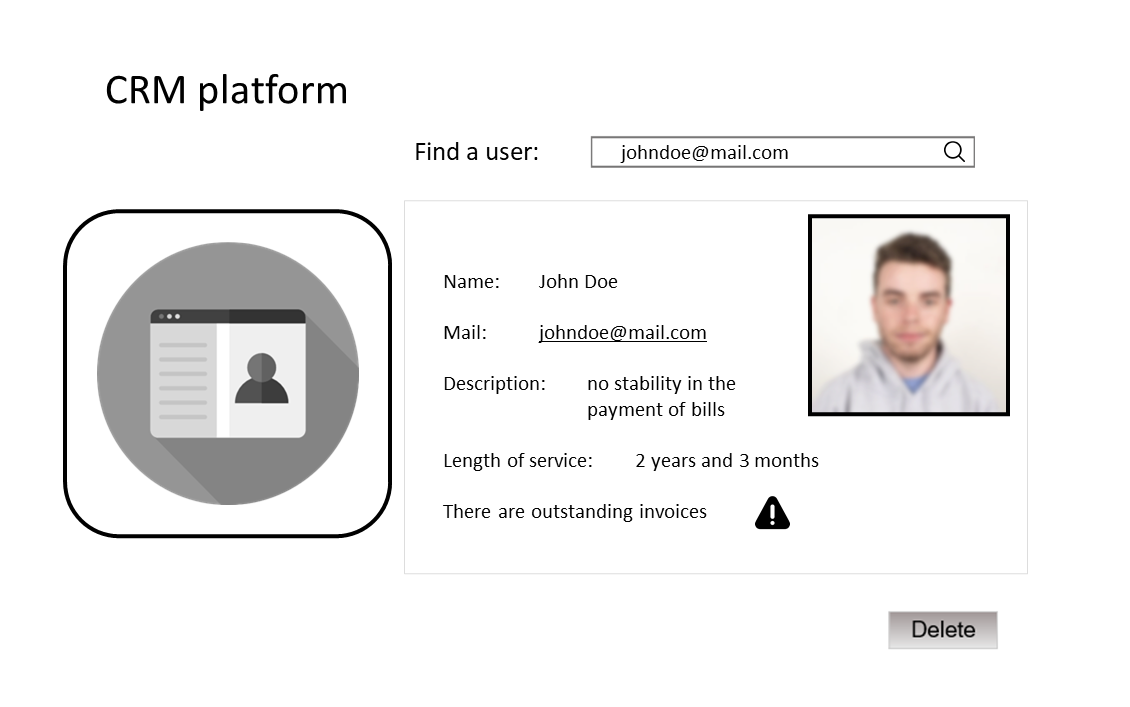 CRM platform
Find a user: johndoe@mail.com
Name: John Doe
Mail: johndoe@mail.com
Description: no stability in the
payment of bills
Length of service: 2 years and 3 months
There are outstanding invoices
Delete